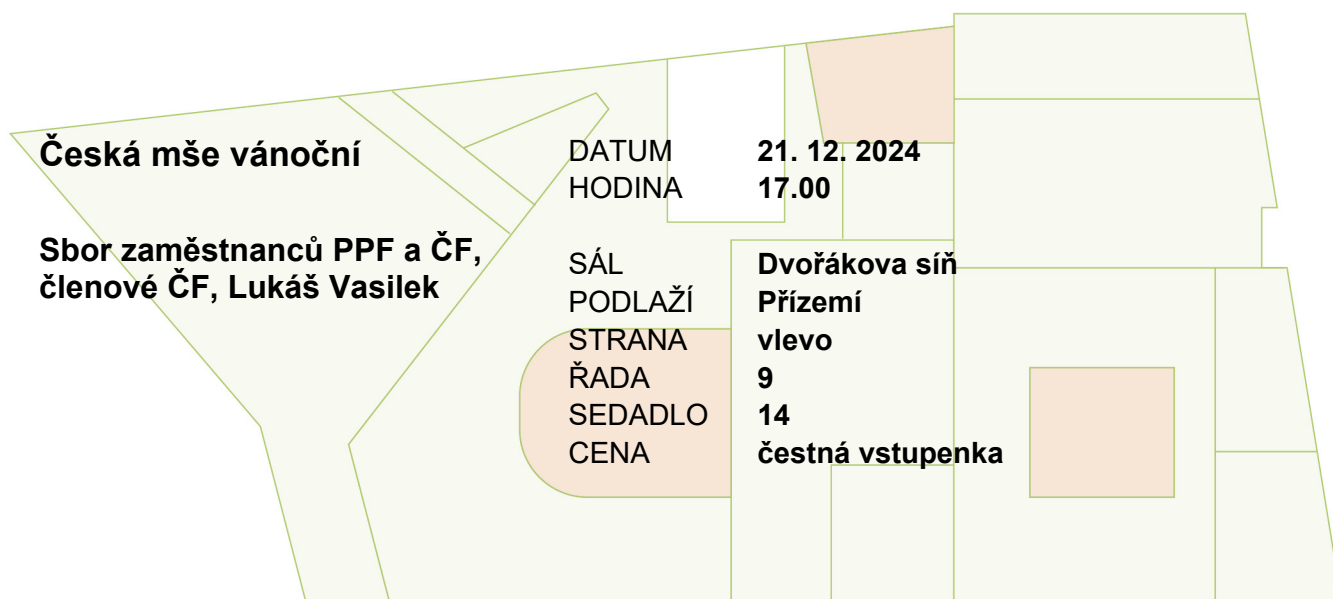 Česká mše vánoční
Sbor zaměstnanců PPF a ČF,
členové ČF, Lukáš Vasilek
DATUM 21. 12. 2024
HODINA 17.00
SÁL Dvořákova síň
PODLAŽÍ Přízemí
STRANA vlevo
ŘADA 9
SEDADLO 14
CENA čestná vstupenka